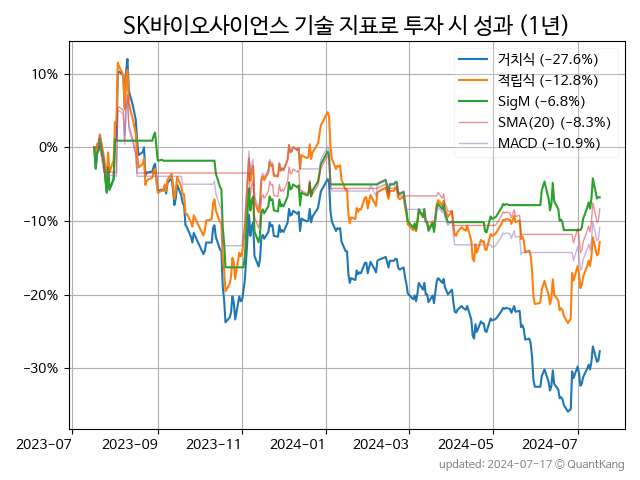 SK바이오사이언스 기술 지표로 투자 시 성과 (1년)
거치식 (−27.6%)
적립식 (−12.8%)
SigM (−6.8%)
SMA(20) (−8.3%)
MACD (−10.9%)
10%
0%
−10%
−20%
−30%
2023-07 2023-09 2023-11 2024-01 2024-03 2024-05 2024-07
updated: 2024-07-17 © QuantKang